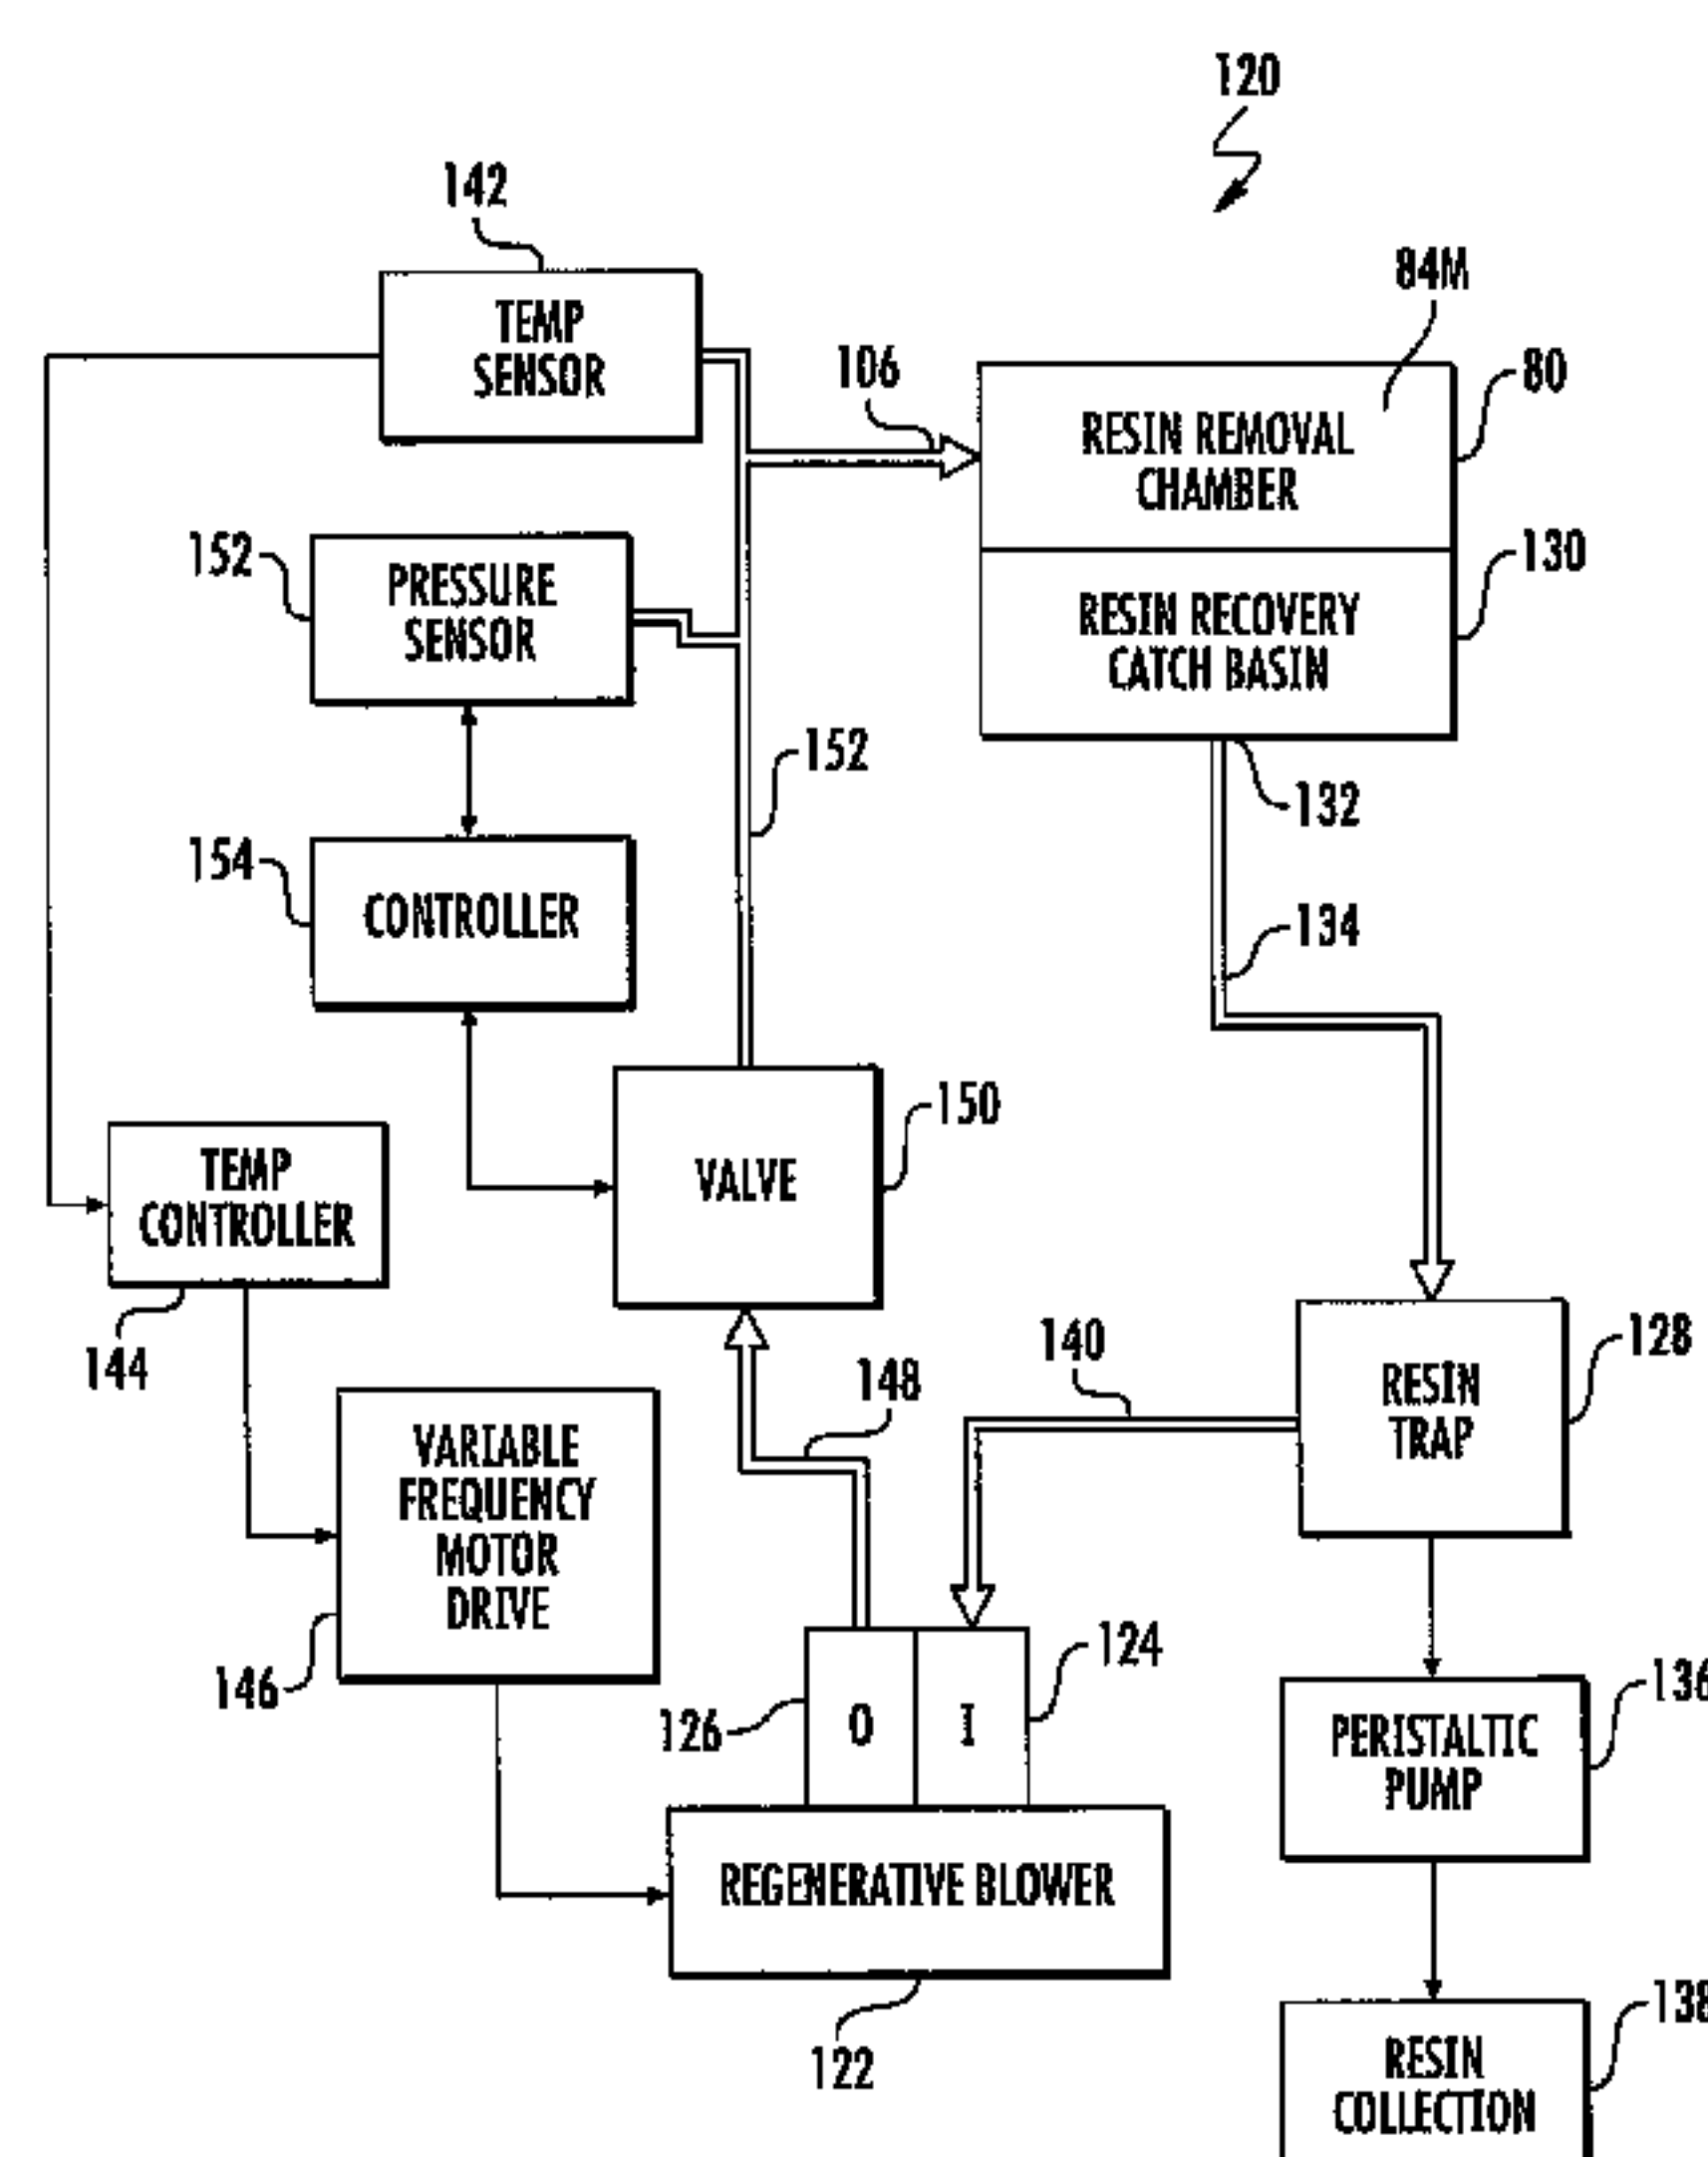 120
142
84M
TEMP
SENSOR
106
80
RESIN REMOVAL
CHAMBER
152
PRESSURE
SENSOR
130
RESIN RECOVERY
CATCH BASIN
152
132
154
CONTROLLER
134
150
VALVE
TEMP
CONTROLLER
144
148
140
128
RESIN
TRAP
VARIABLE
FREQUENCY
MOTOR
DRIVE
146
126
O
I
124
136
PERISTALTIC
PUMP
REGENERATIVE BLOWER
122
138
RESIN
COLLECTION